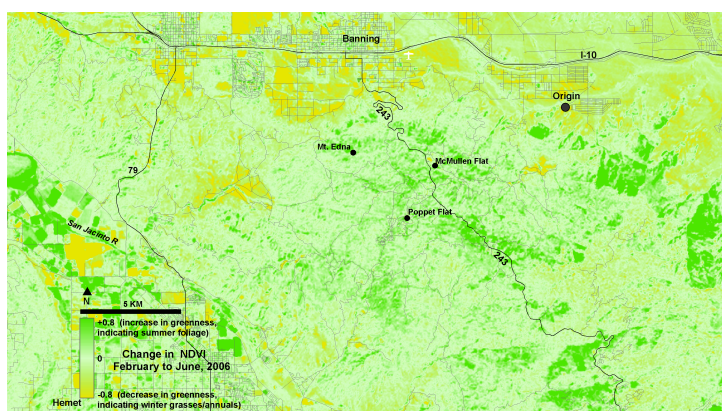 Banning
I-10
Origin
243
Mt. Edna
McMullen Flat
79
Poppet Flat
San Jacinto R
243
N
5 KM
+0.8 (increase in greenness,
indicating summer foliage)
0
Change in NDVI
February to June, 2006
-0.8 (decrease in greenness,
indicating winter grasses/annuals)
Hemet